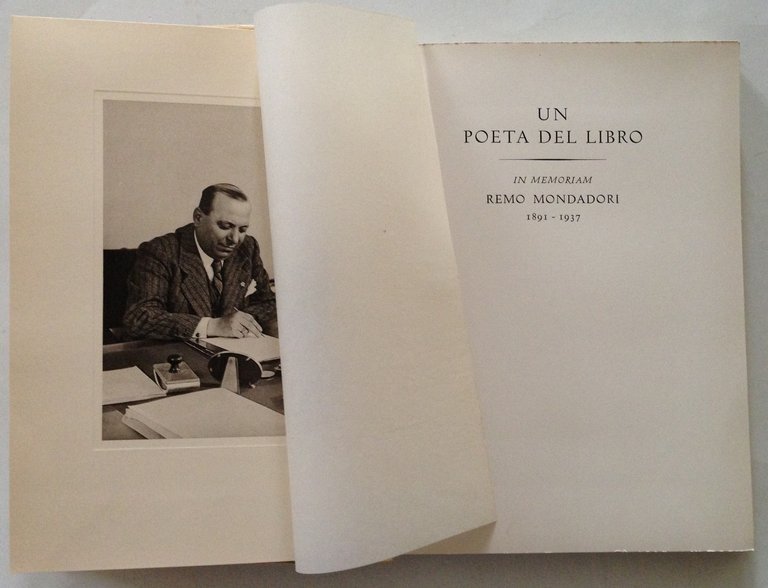 UN
POETA DEL LIBRO
IN MEMORIAM
REMO MONDADORI
1891 - 1937